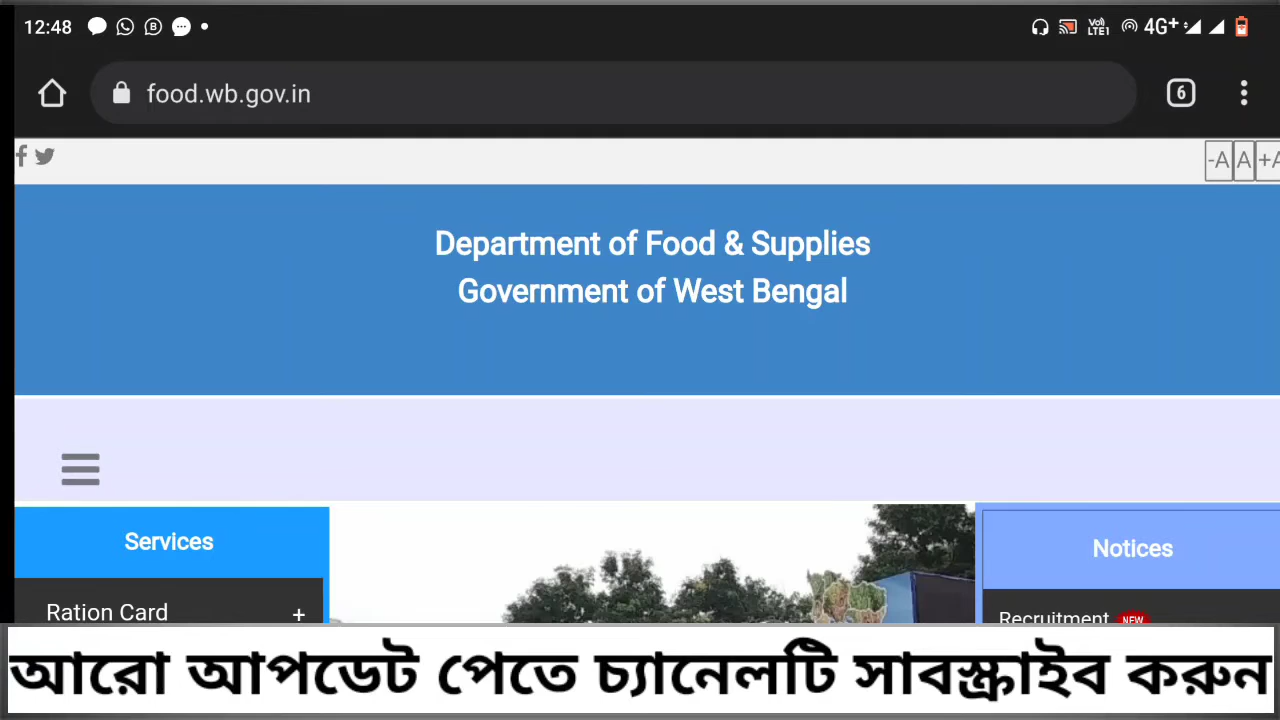 12:48
VoLTE1 4G+
food.wb.gov.in
6
-A A +A
Department of Food & Supplies
Government of West Bengal
Services
Notices
Ration Card +
Recruitment NEW
আরো আপডেট পেতে চ্যানেলটি সাবস্ক্রাইব করুন